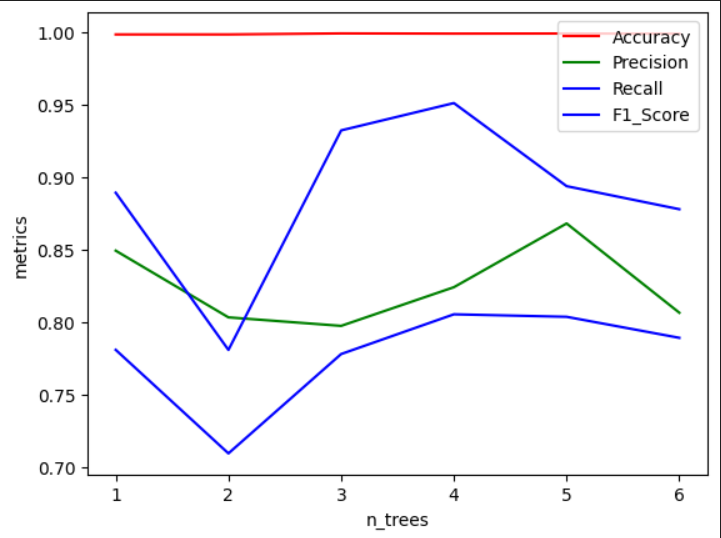 1.00
0.95
0.90
0.85
0.80
0.75
0.70
metrics
Accuracy
Precision
Recall
F1_Score
1 2 3 4 5 6
n_trees